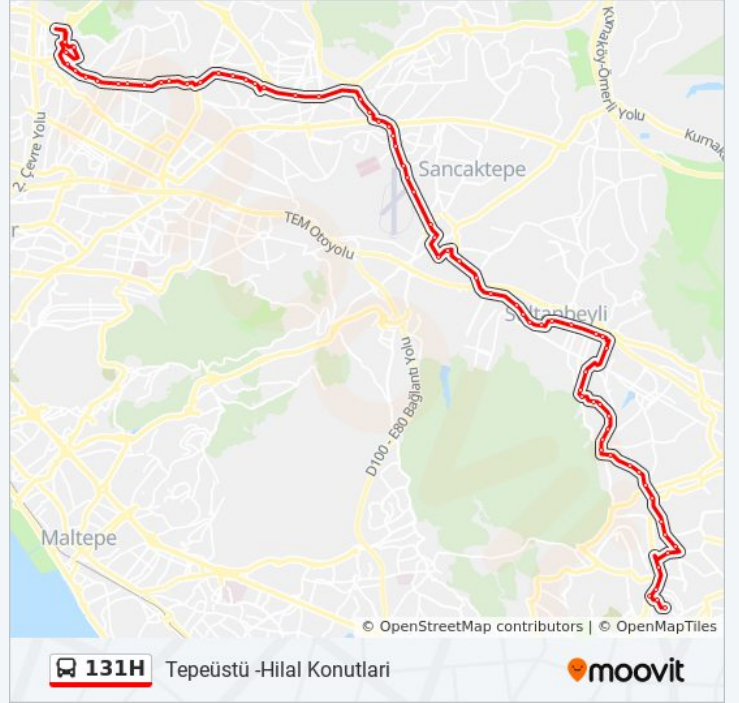 Kurnaköy-Ömerli Yolu
2. Çevre Yolu
Sancaktepe
TEM Otoyolu
Sultanbeyli
D100 - E80 Bağlantı Yolu
Maltepe
© OpenStreetMap contributors | © OpenMapTiles
131H Tepeüstü -Hilal Konutlari
moovit